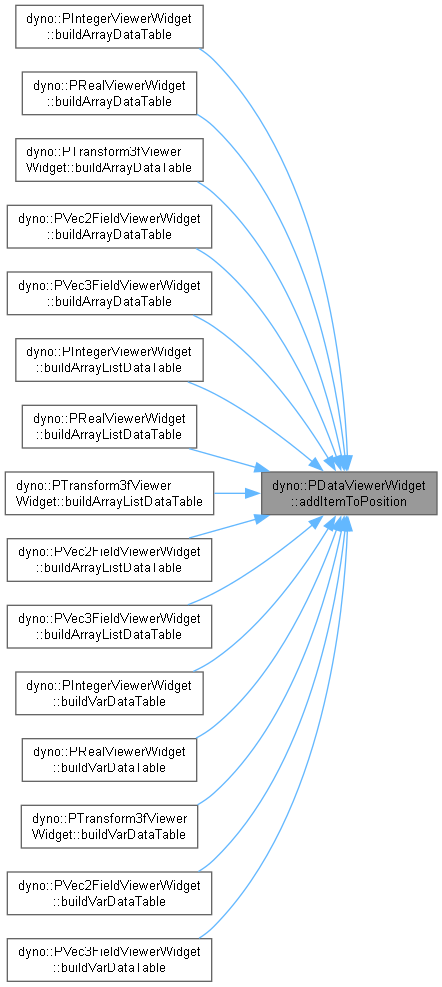 dyno::PIntegerViewerWidget
::buildArrayDataTable
dyno::PRealViewerWidget
::buildArrayDataTable
dyno::PTransform3fViewer
Widget::buildArrayDataTable
dyno::PVec2FieldViewerWidget
::buildArrayDataTable
dyno::PVec3FieldViewerWidget
::buildArrayDataTable
dyno::PIntegerViewerWidget
::buildArrayListDataTable
dyno::PRealViewerWidget
::buildArrayListDataTable
dyno::PTransform3fViewer
Widget::buildArrayListDataTable
dyno::PDataViewerWidget
::addItemToPosition
dyno::PVec2FieldViewerWidget
::buildArrayListDataTable
dyno::PVec3FieldViewerWidget
::buildArrayListDataTable
dyno::PIntegerViewerWidget
::buildVarDataTable
dyno::PRealViewerWidget
::buildVarDataTable
dyno::PTransform3fViewer
Widget::buildVarDataTable
dyno::PVec2FieldViewerWidget
::buildVarDataTable
dyno::PVec3FieldViewerWidget
::buildVarDataTable